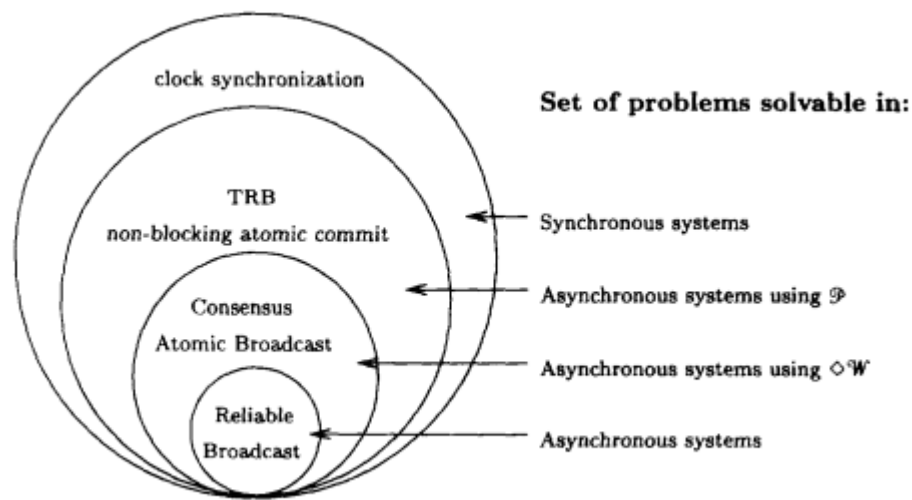 clock synchronization
Set of problems solvable in:
TRB
non-blocking atomic commit
Synchronous systems
Asynchronous systems using 𝒫
Consensus
Atomic Broadcast
Asynchronous systems using ◇𝒲
Reliable
Broadcast
Asynchronous systems